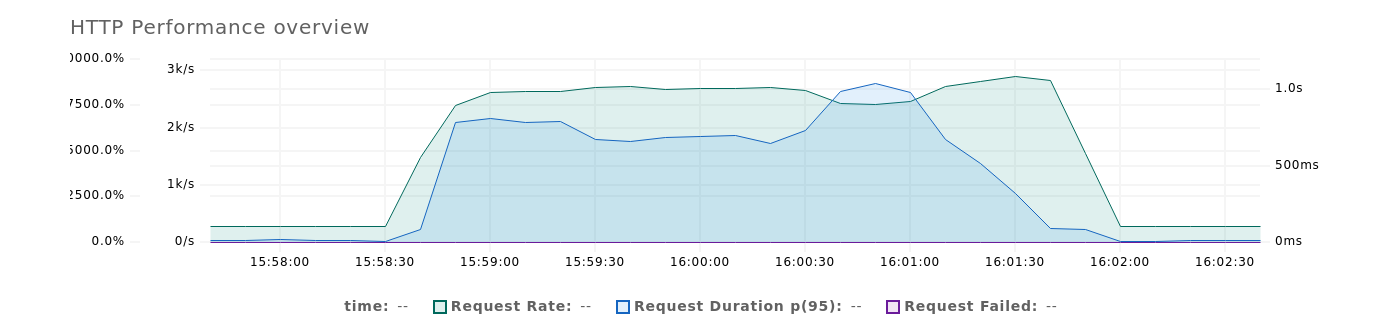 HTTP Performance overview
0000.0%
3k/s
1.0s
7500.0%
2k/s
5000.0%
500ms
1k/s
2500.0%
0.0%
0/s
0ms
15:58:00 15:58:30 15:59:00 15:59:30 16:00:00 16:00:30 16:01:00 16:01:30 16:02:00 16:02:30
time: -- Request Rate: -- Request Duration p(95): -- Request Failed: --